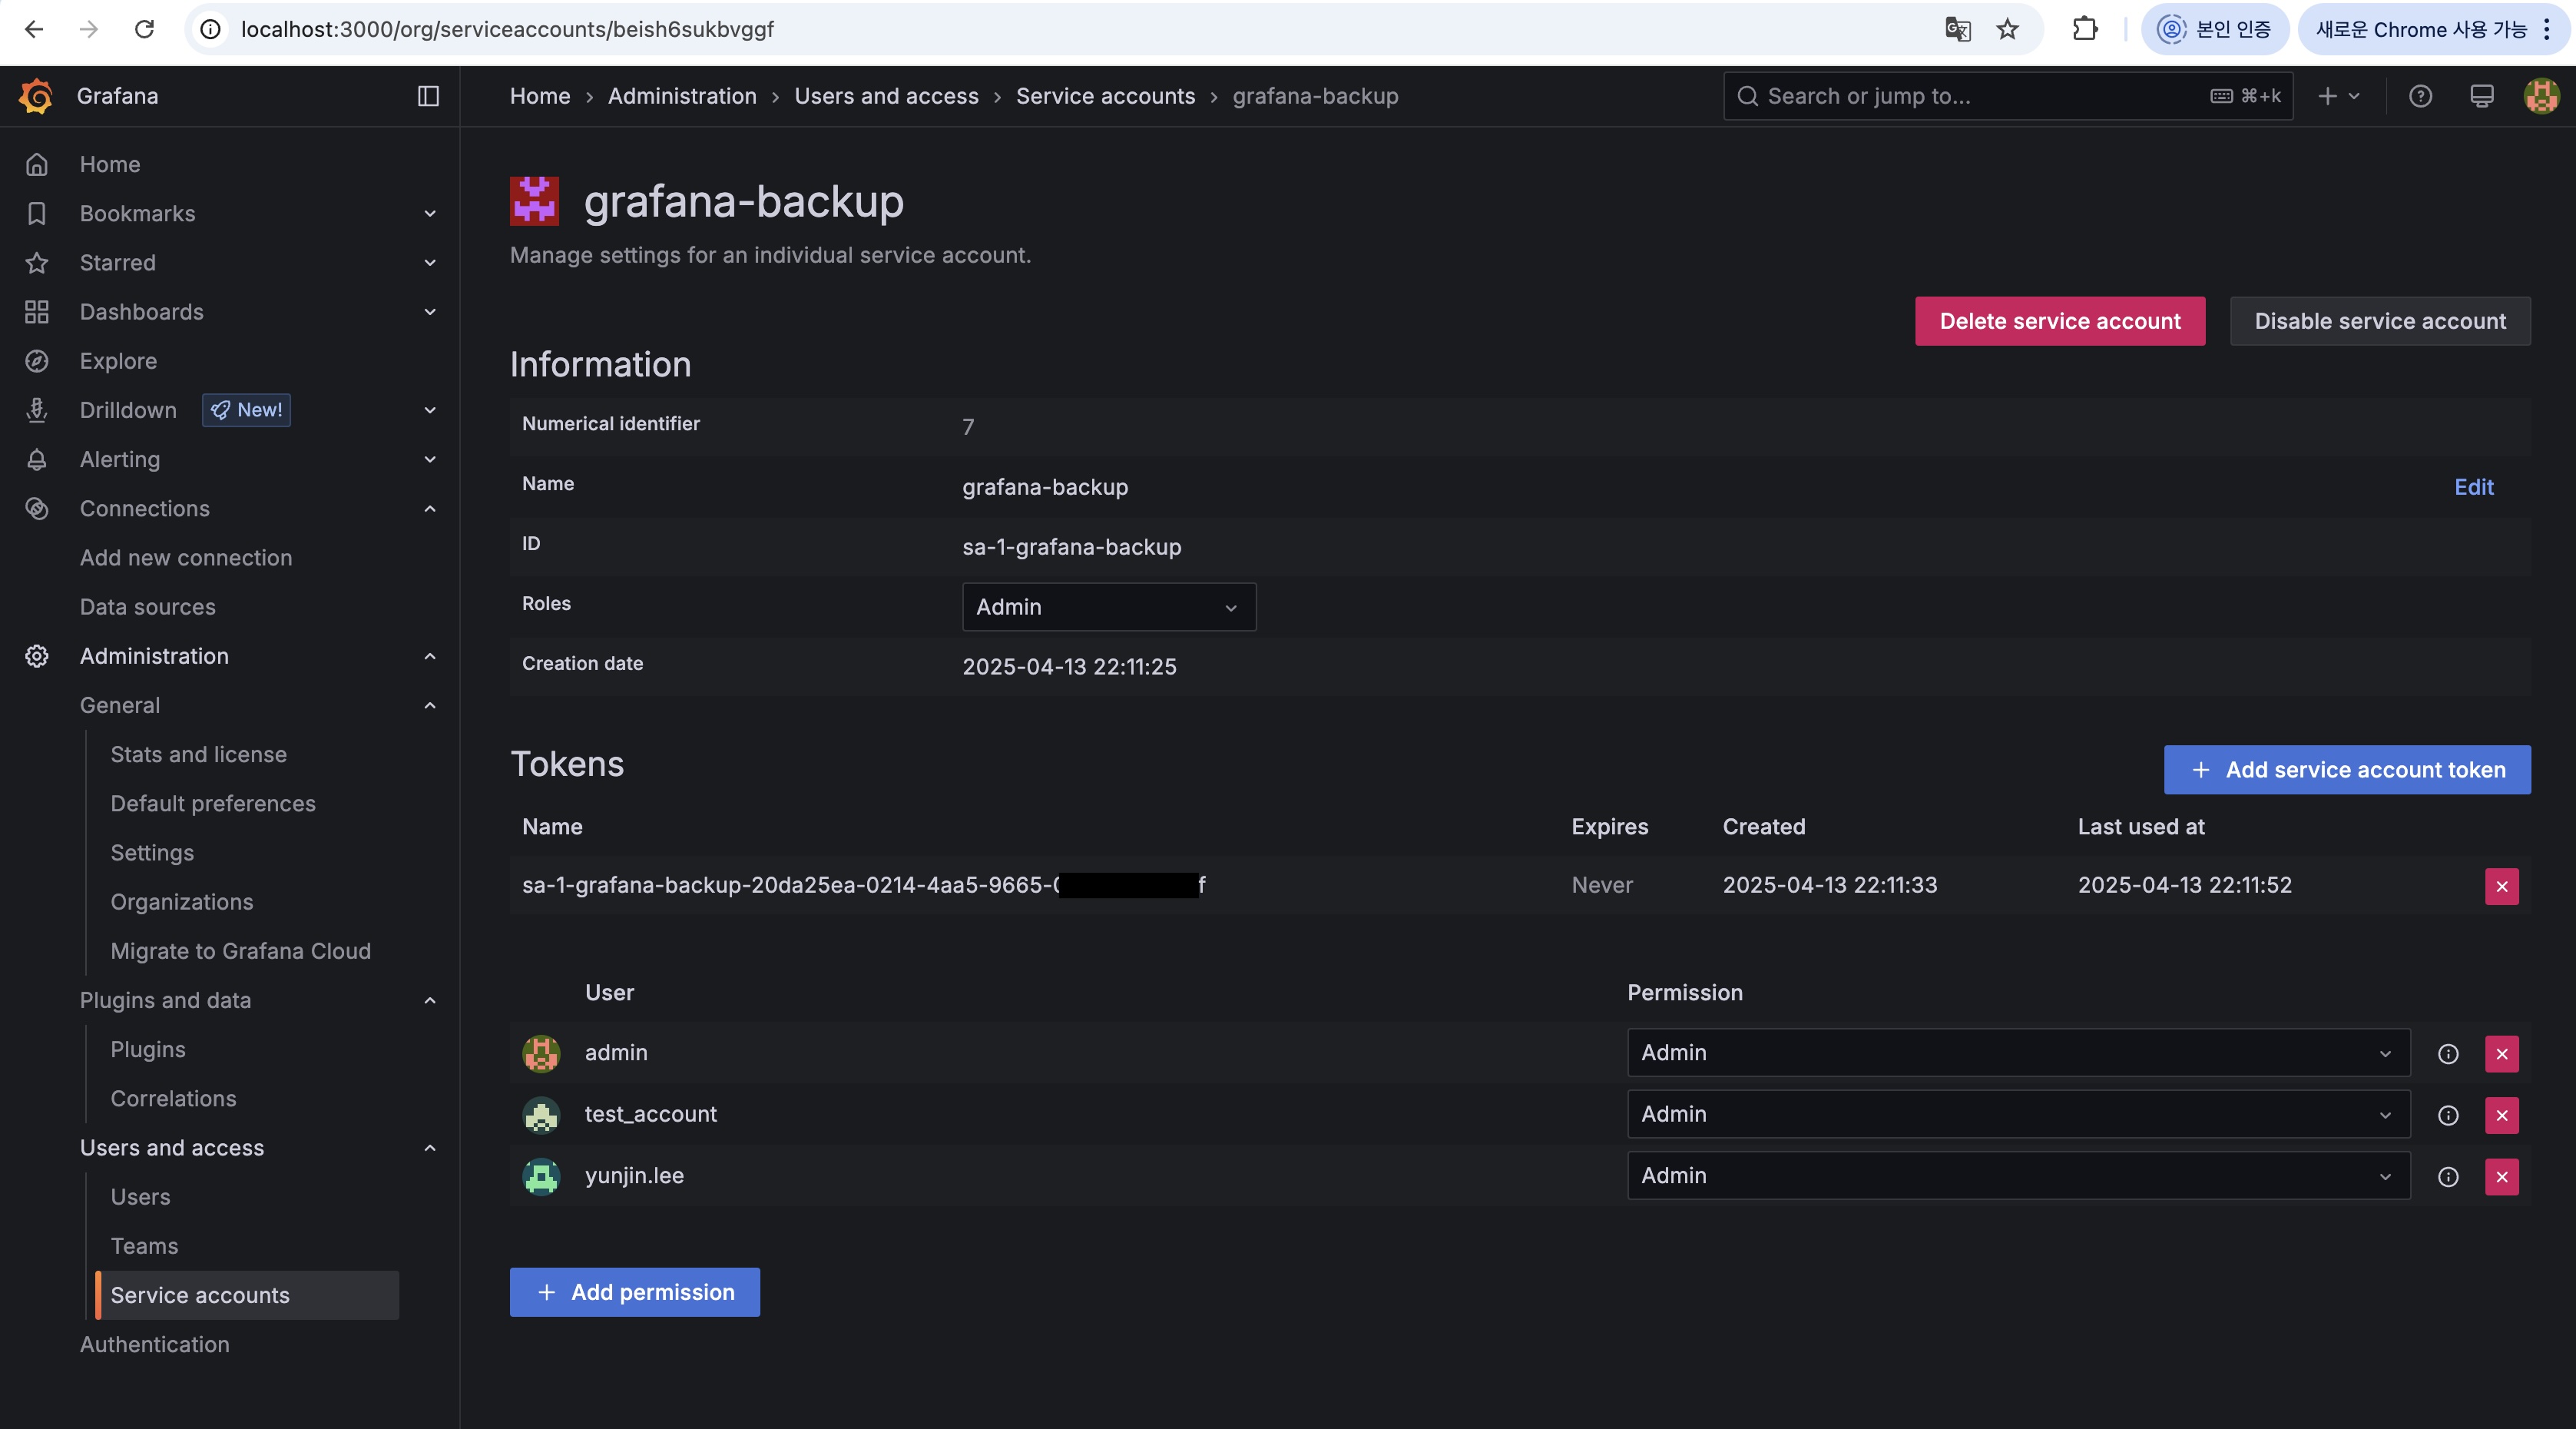 localhost:3000/org/serviceaccounts/beish6sukbvggf
본인 인증
새로운 Chrome 사용 가능
Grafana
Home › Administration › Users and access › Service accounts › grafana-backup
Search or jump to...
⌘+k
Home
Bookmarks
Starred
Dashboards
Explore
Drilldown
New!
Alerting
Connections
Add new connection
Data sources
Administration
General
Stats and license
Default preferences
Settings
Organizations
Migrate to Grafana Cloud
Plugins and data
Plugins
Correlations
Users and access
Users
Teams
Service accounts
Authentication
grafana-backup
Manage settings for an individual service account.
Delete service account
Disable service account
Information
Numerical identifier 7
Name grafana-backup Edit
ID sa-1-grafana-backup
Roles Admin
Creation date 2025-04-13 22:11:25
Tokens
Add service account token
Name Expires Created Last used at
sa-1-grafana-backup-20da25ea-0214-4aa5-9665- f Never 2025-04-13 22:11:33 2025-04-13 22:11:52
User Permission
admin Admin
test_account Admin
yunjin.lee Admin
Add permission